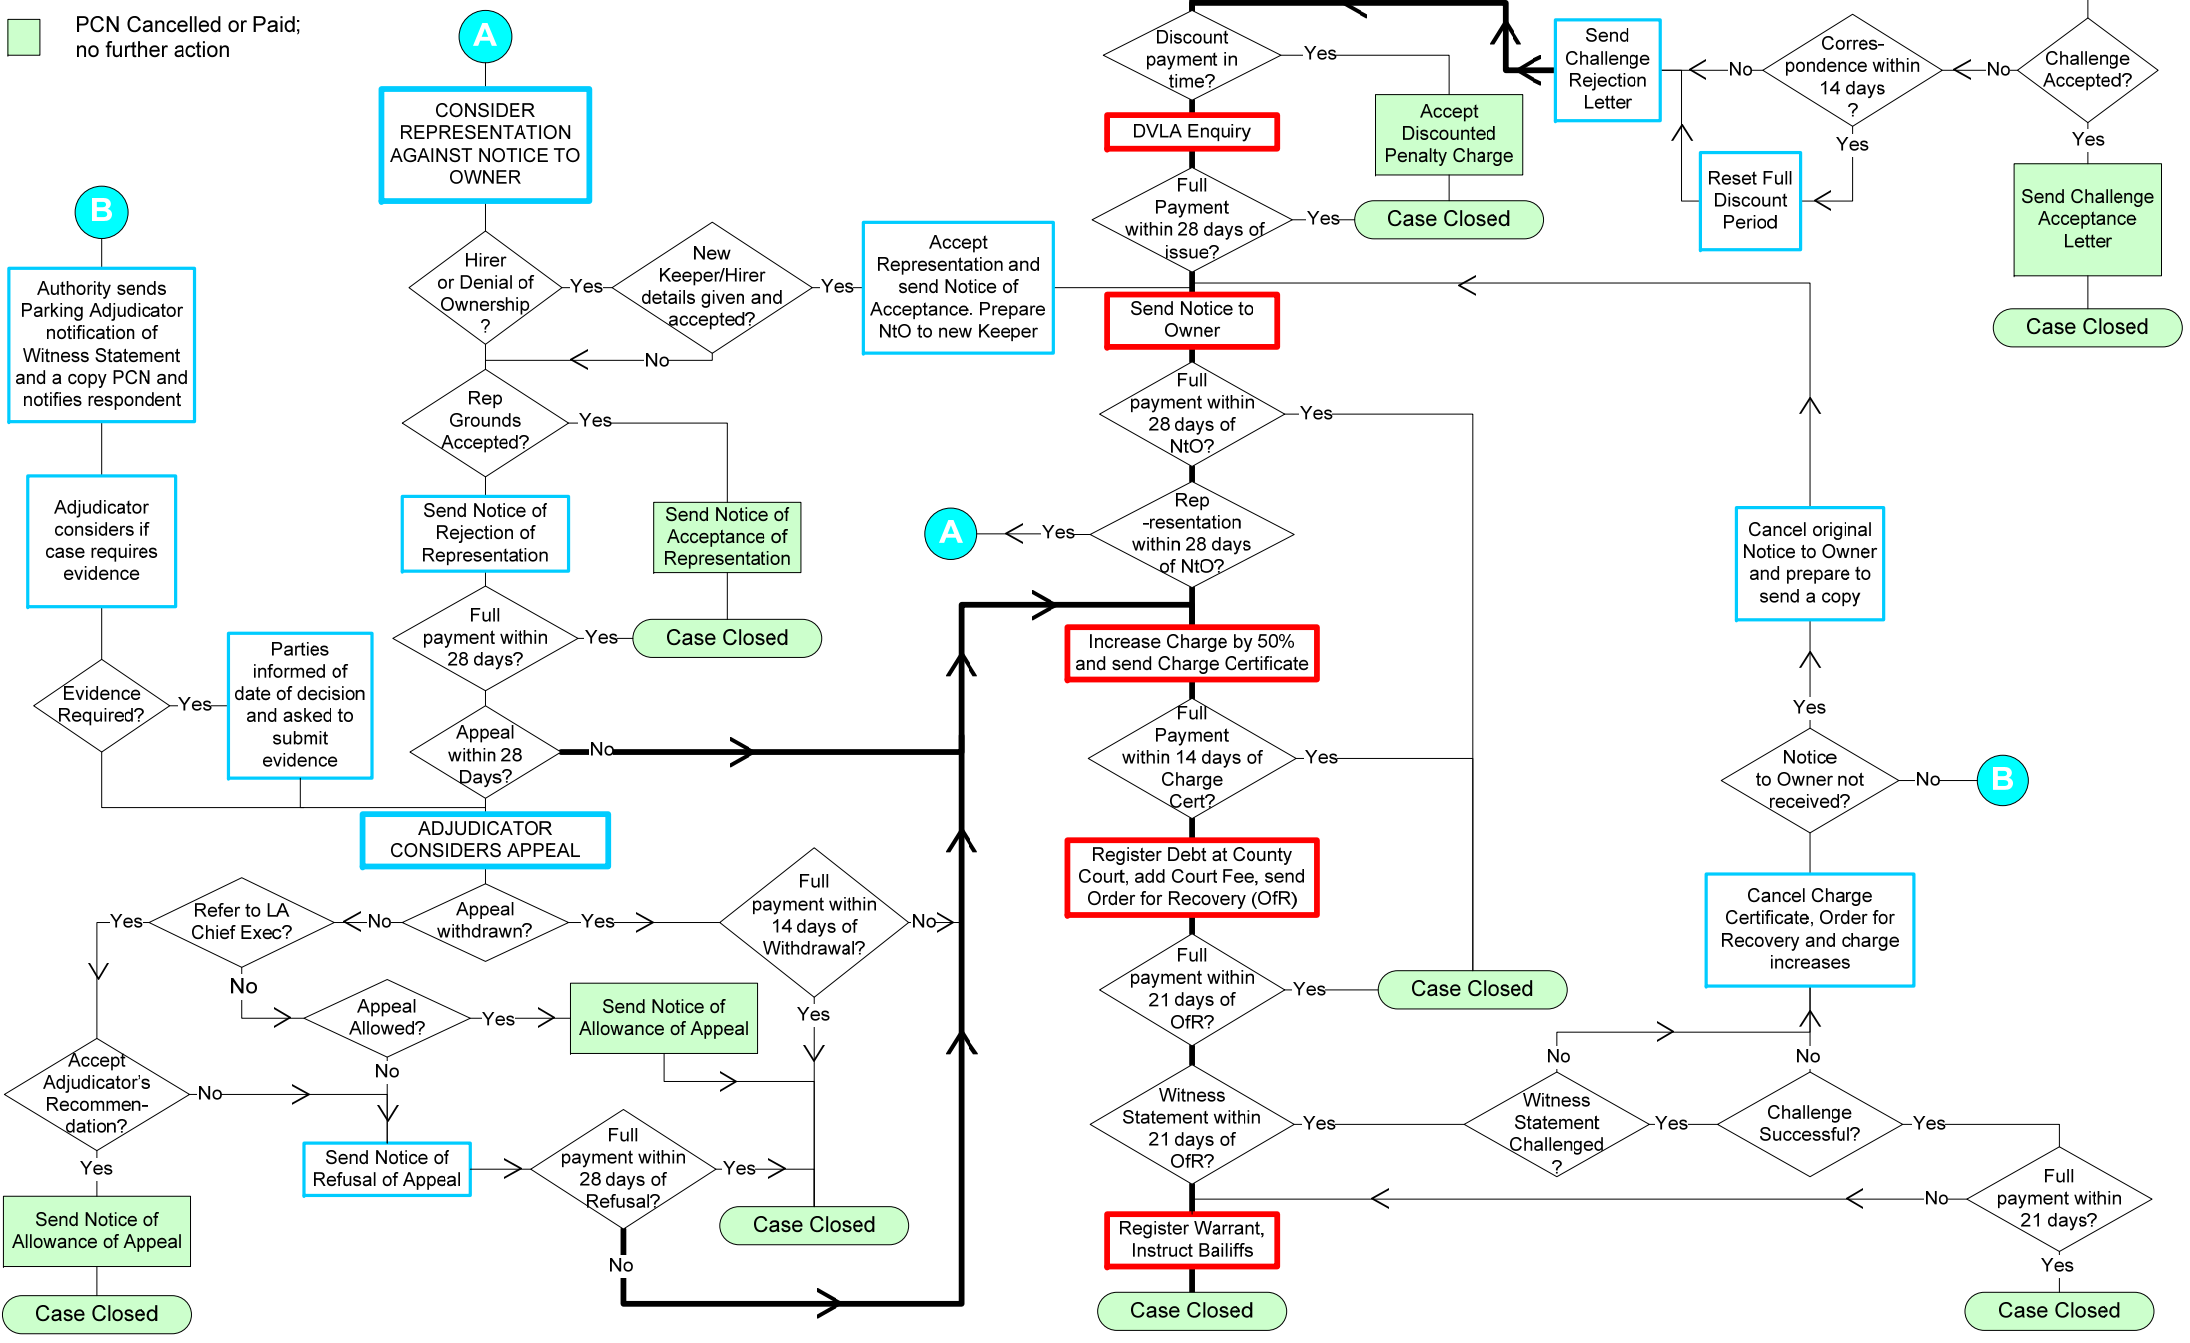 PCN Cancelled or Paid;
no further action
A
CONSIDER
REPRESENTATION
AGAINST NOTICE TO
OWNER
B
Authority sends
Parking Adjudicator
notification of
Witness Statement
and a copy PCN and
notifies respondent
Adjudicator
considers if
case requires
evidence
Evidence
Required?
Yes
Parties
informed of
date of decision
and asked to
submit
evidence
Hirer
or Denial of
Ownership
?
Yes
New
Keeper/Hirer
details given and
accepted?
Yes
No
Accept
Representation and
send Notice of
Acceptance. Prepare
NtO to new Keeper
Rep
Grounds
Accepted?
Yes
Send Notice of
Rejection of
Representation
Send Notice of
Acceptance of
Representation
Full
payment within
28 days?
Yes
Case Closed
Appeal
within 28
Days?
No
ADJUDICATOR
CONSIDERS APPEAL
Appeal
withdrawn?
No
Yes
Refer to LA
Chief Exec?
Yes
No
Full
payment within
14 days of
Withdrawal?
No
Yes
Appeal
Allowed?
Yes
No
Send Notice of
Allowance of Appeal
Accept
Adjudicator's
Recommen-
dation?
No
Yes
Send Notice of
Refusal of Appeal
Full
payment within
28 days of
Refusal?
Yes
No
Case Closed
Send Notice of
Allowance of Appeal
Case Closed
Discount
payment in
time?
Yes
Accept
Discounted
Penalty Charge
Case Closed
DVLA Enquiry
Full
Payment
within 28 days of
issue?
Yes
Send Notice to
Owner
Full
payment within
28 days of
NtO?
Yes
Rep
-resentation
within 28 days
of NtO?
Yes
A
Increase Charge by 50%
and send Charge Certificate
Full
Payment
within 14 days of
Charge
Cert?
Yes
Register Debt at County
Court, add Court Fee, send
Order for Recovery (OfR)
Full
payment within
21 days of
OfR?
Yes
Case Closed
Witness
Statement within
21 days of
OfR?
Yes
Register Warrant,
Instruct Bailiffs
Case Closed
Send
Challenge
Rejection
Letter
No
Corres-
pondence within
14 days
?
Yes
No
Challenge
Accepted?
Yes
Reset Full
Discount
Period
Send Challenge
Acceptance
Letter
Case Closed
Cancel original
Notice to Owner
and prepare to
send a copy
Yes
Notice
to Owner not
received?
No
B
Cancel Charge
Certificate, Order for
Recovery and charge
increases
No
No
Witness
Statement
Challenged
?
Yes
Challenge
Successful?
Yes
Full
payment within
21 days?
No
Yes
Case Closed